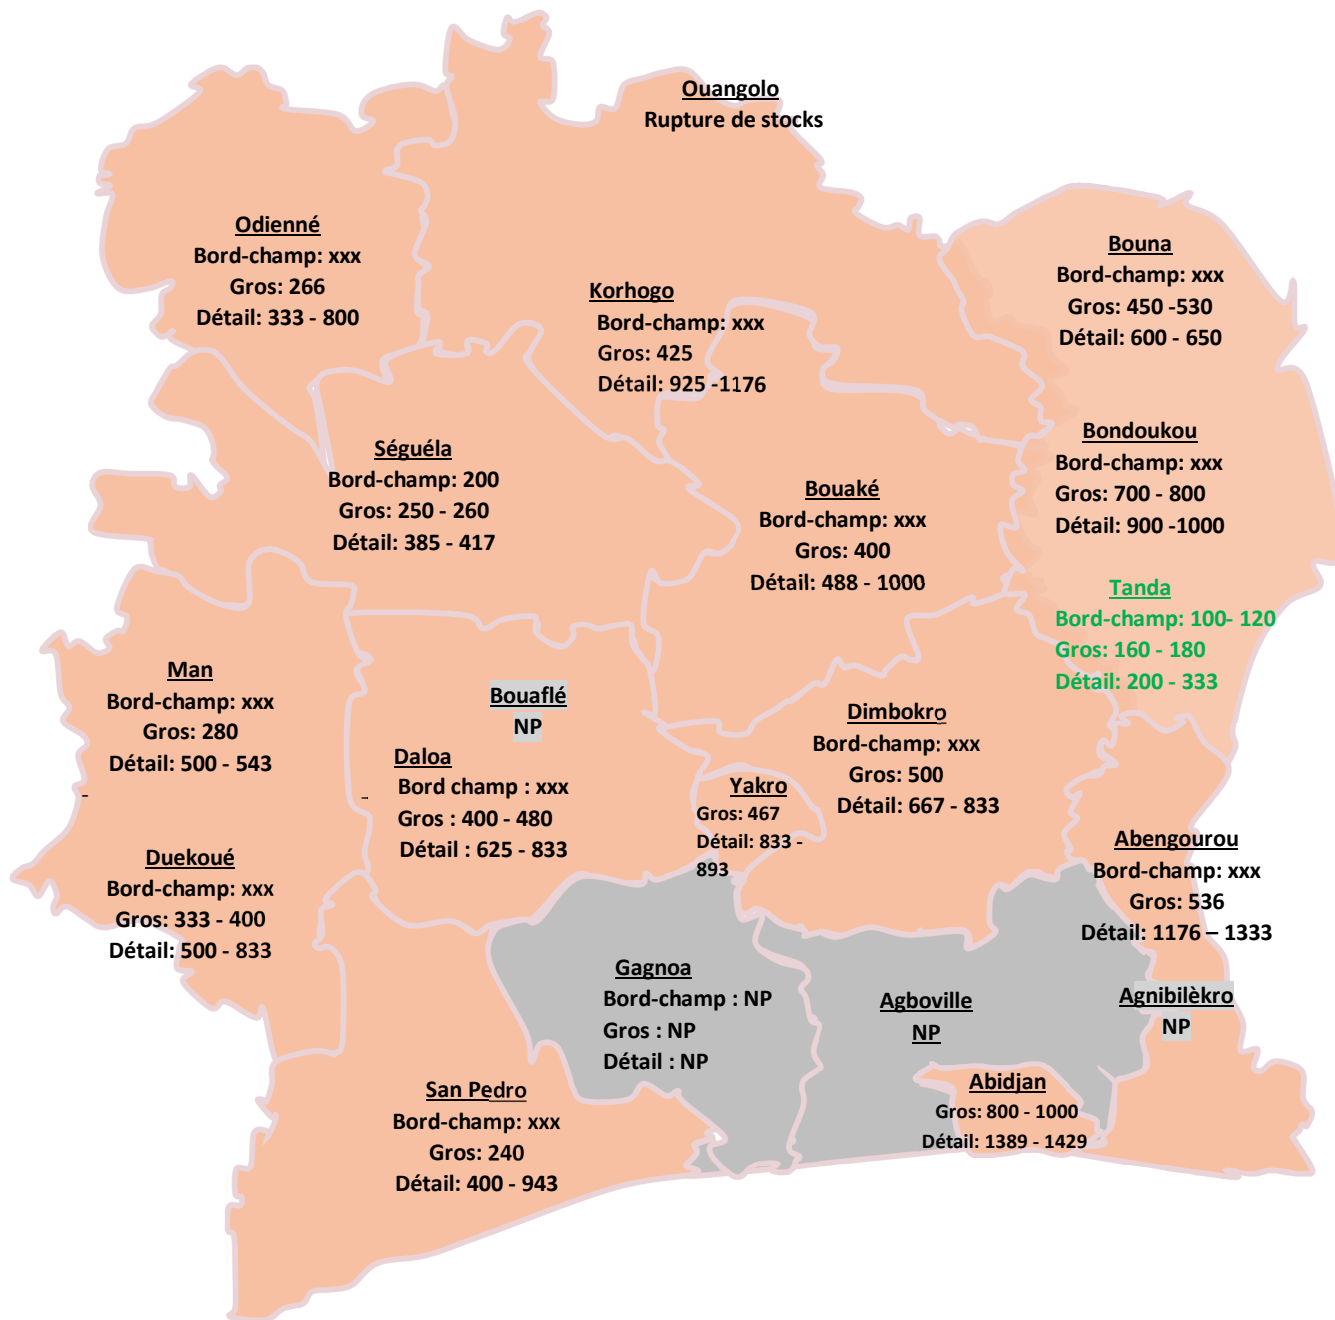 Ouangolo
Rupture de stocks
Odienné
Bord-champ: xxx
Gros: 266
Détail: 333 - 800
Bouna
Bord-champ: xxx
Gros: 450 -530
Détail: 600 - 650
Korhogo
Bord-champ: xxx
Gros: 425
Détail: 925 -1176
Séguéla
Bord-champ: 200
Gros: 250 - 260
Détail: 385 - 417
Bouaké
Bord-champ: xxx
Gros: 400
Détail: 488 - 1000
Bondoukou
Bord-champ: xxx
Gros: 700 - 800
Détail: 900 -1000
Tanda
Bord-champ: 100- 120
Gros: 160 - 180
Détail: 200 - 333
Man
Bord-champ: xxx
Gros: 280
Détail: 500 - 543
Bouaflé
NP
Daloa
Bord champ : xxx
Gros : 400 - 480
Détail : 625 - 833
Yakro
Gros: 467
Détail: 833 -
893
Dimbokro
Bord-champ: xxx
Gros: 500
Détail: 667 - 833
Duekoué
Bord-champ: xxx
Gros: 333 - 400
Détail: 500 - 833
Abengourou
Bord-champ: xxx
Gros: 536
Détail: 1176 – 1333
Gagnoa
Bord-champ : NP
Gros : NP
Détail : NP
Agboville
NP
Agnibilèkro
NP
San Pedro
Bord-champ: xxx
Gros: 240
Détail: 400 - 943
Abidjan
Gros: 800 - 1000
Détail: 1389 - 1429